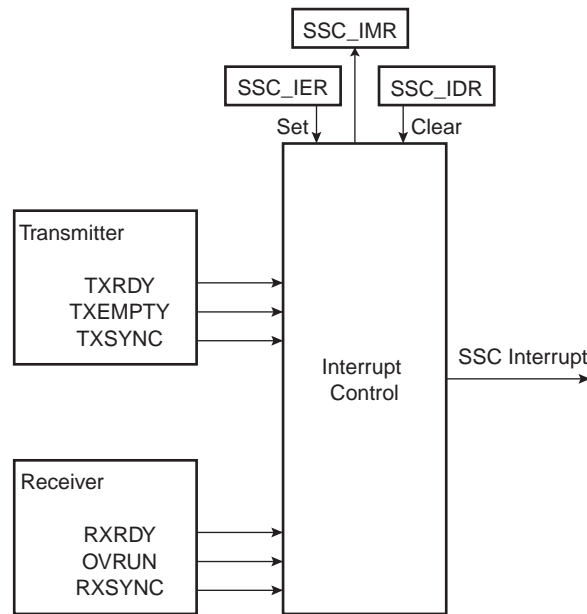 SSC_IMR
SSC_IER
SSC_IDR
Set
Clear
Transmitter
TXRDY
TXEMPTY
TXSYNC
Interrupt
Control
SSC Interrupt
Receiver
RXRDY
OVRUN
RXSYNC